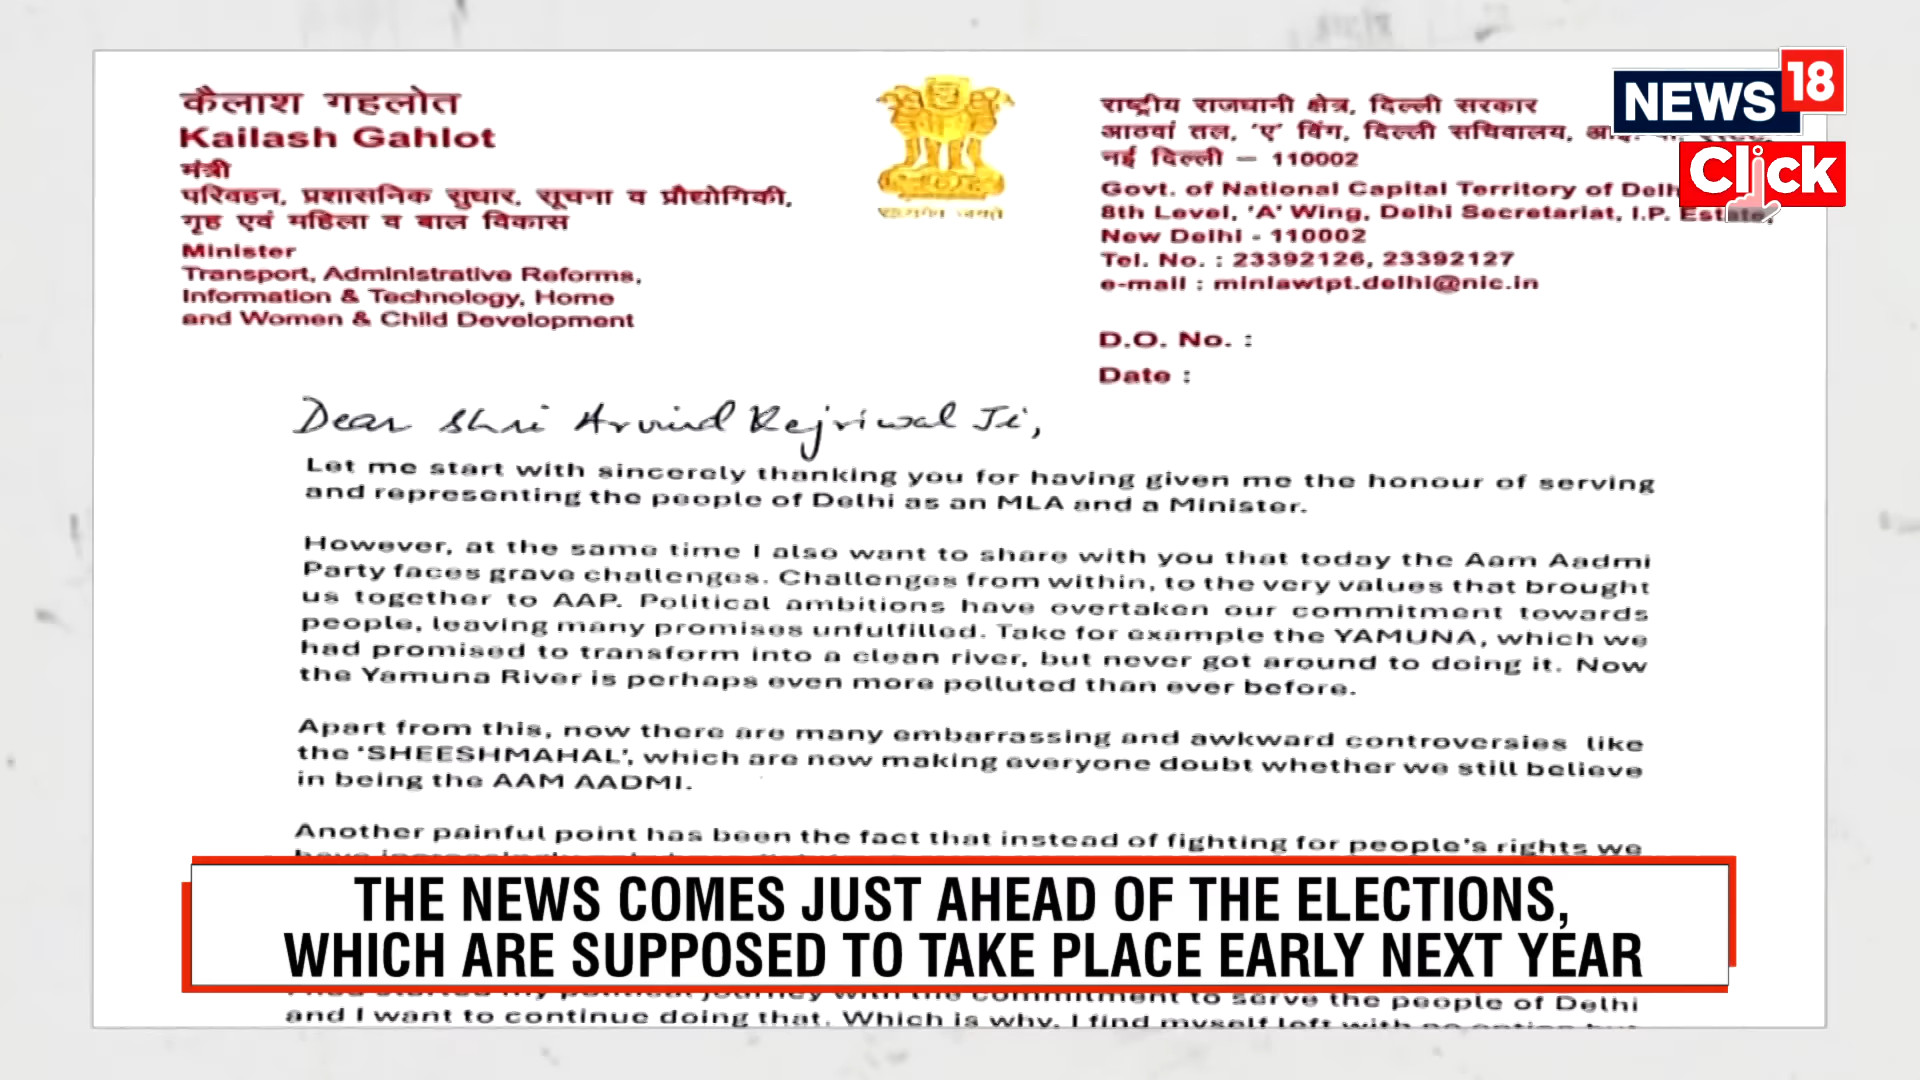 कैलाश गहलोत
Kailash Gahlot
मंत्री
परिवहन, प्रशासनिक सुधार, सूचना व प्रौद्योगिकी,
गृह एवं महिला व बाल विकास
Minister
Transport, Administrative Reforms,
Information & Technology, Home
and Women & Child Development
सत्यमेव जयते
राष्ट्रीय राजधानी क्षेत्र, दिल्ली सरकार
आठवां तल, 'ए' विंग, दिल्ली सचिवालय,
नई दिल्ली – 110002
Govt. of National Capital Territory of
8th Level, 'A' Wing, Delhi Secretariat, I.P. Estate,
New Delhi - 110002
Tel. No. : 23392126, 23392127
e-mail : minlawtpt.delhi@nic.in
D.O. No. :
Date :
NEWS 18
Click
Dear Shri Arvind Kejriwal Ji,
Let me start with sincerely thanking you for having given me the honour of serving
and representing the people of Delhi as an MLA and a Minister.
However, at the same time I also want to share with you that today the Aam Aadmi
Party faces grave challenges. Challenges from within, to the very values that brought
us together to AAP. Political ambitions have overtaken our commitment towards
people, leaving many promises unfulfilled. Take for example the YAMUNA, which we
had promised to transform into a clean river, but never got around to doing it. Now
the Yamuna River is perhaps even more polluted than ever before.
Apart from this, now there are many embarrassing and awkward controversies like
the 'SHEESHMAHAL', which are now making everyone doubt whether we still believe
in being the AAM AADMI.
Another painful point has been the fact that instead of fighting for people's rights we
THE NEWS COMES JUST AHEAD OF THE ELECTIONS,
WHICH ARE SUPPOSED TO TAKE PLACE EARLY NEXT YEAR
my political journey with the commitment to serve the people of Delhi
and I want to continue doing that. Which is why, I find myself left with no option but